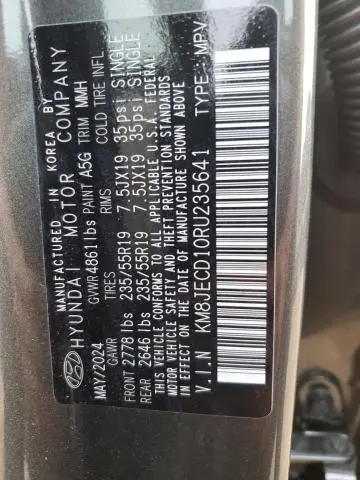 MANUFACTURED IN KOREA BY
HYUNDAI MOTOR COMPANY
MAY/2024 GVWR 4861 lbs PAINT A5G TRIM MMH
GAWR TIRES RIMS COLD TIRE INFL.
FRONT 2778 lbs 235/55R19 7.5JX19 35psi SINGLE
REAR 2646 lbs 235/55R19 7.5JX19 35psi SINGLE
THIS VEHICLE CONFORMS TO ALL APPLICABLE U.S.A. FEDERAL
MOTOR VEHICLE SAFETY AND THEFT PREVENTION STANDARDS
IN EFFECT ON THE DATE OF MANUFACTURE SHOWN ABOVE.
V.I.N KM8JECD10RU235641 TYPE: MPV